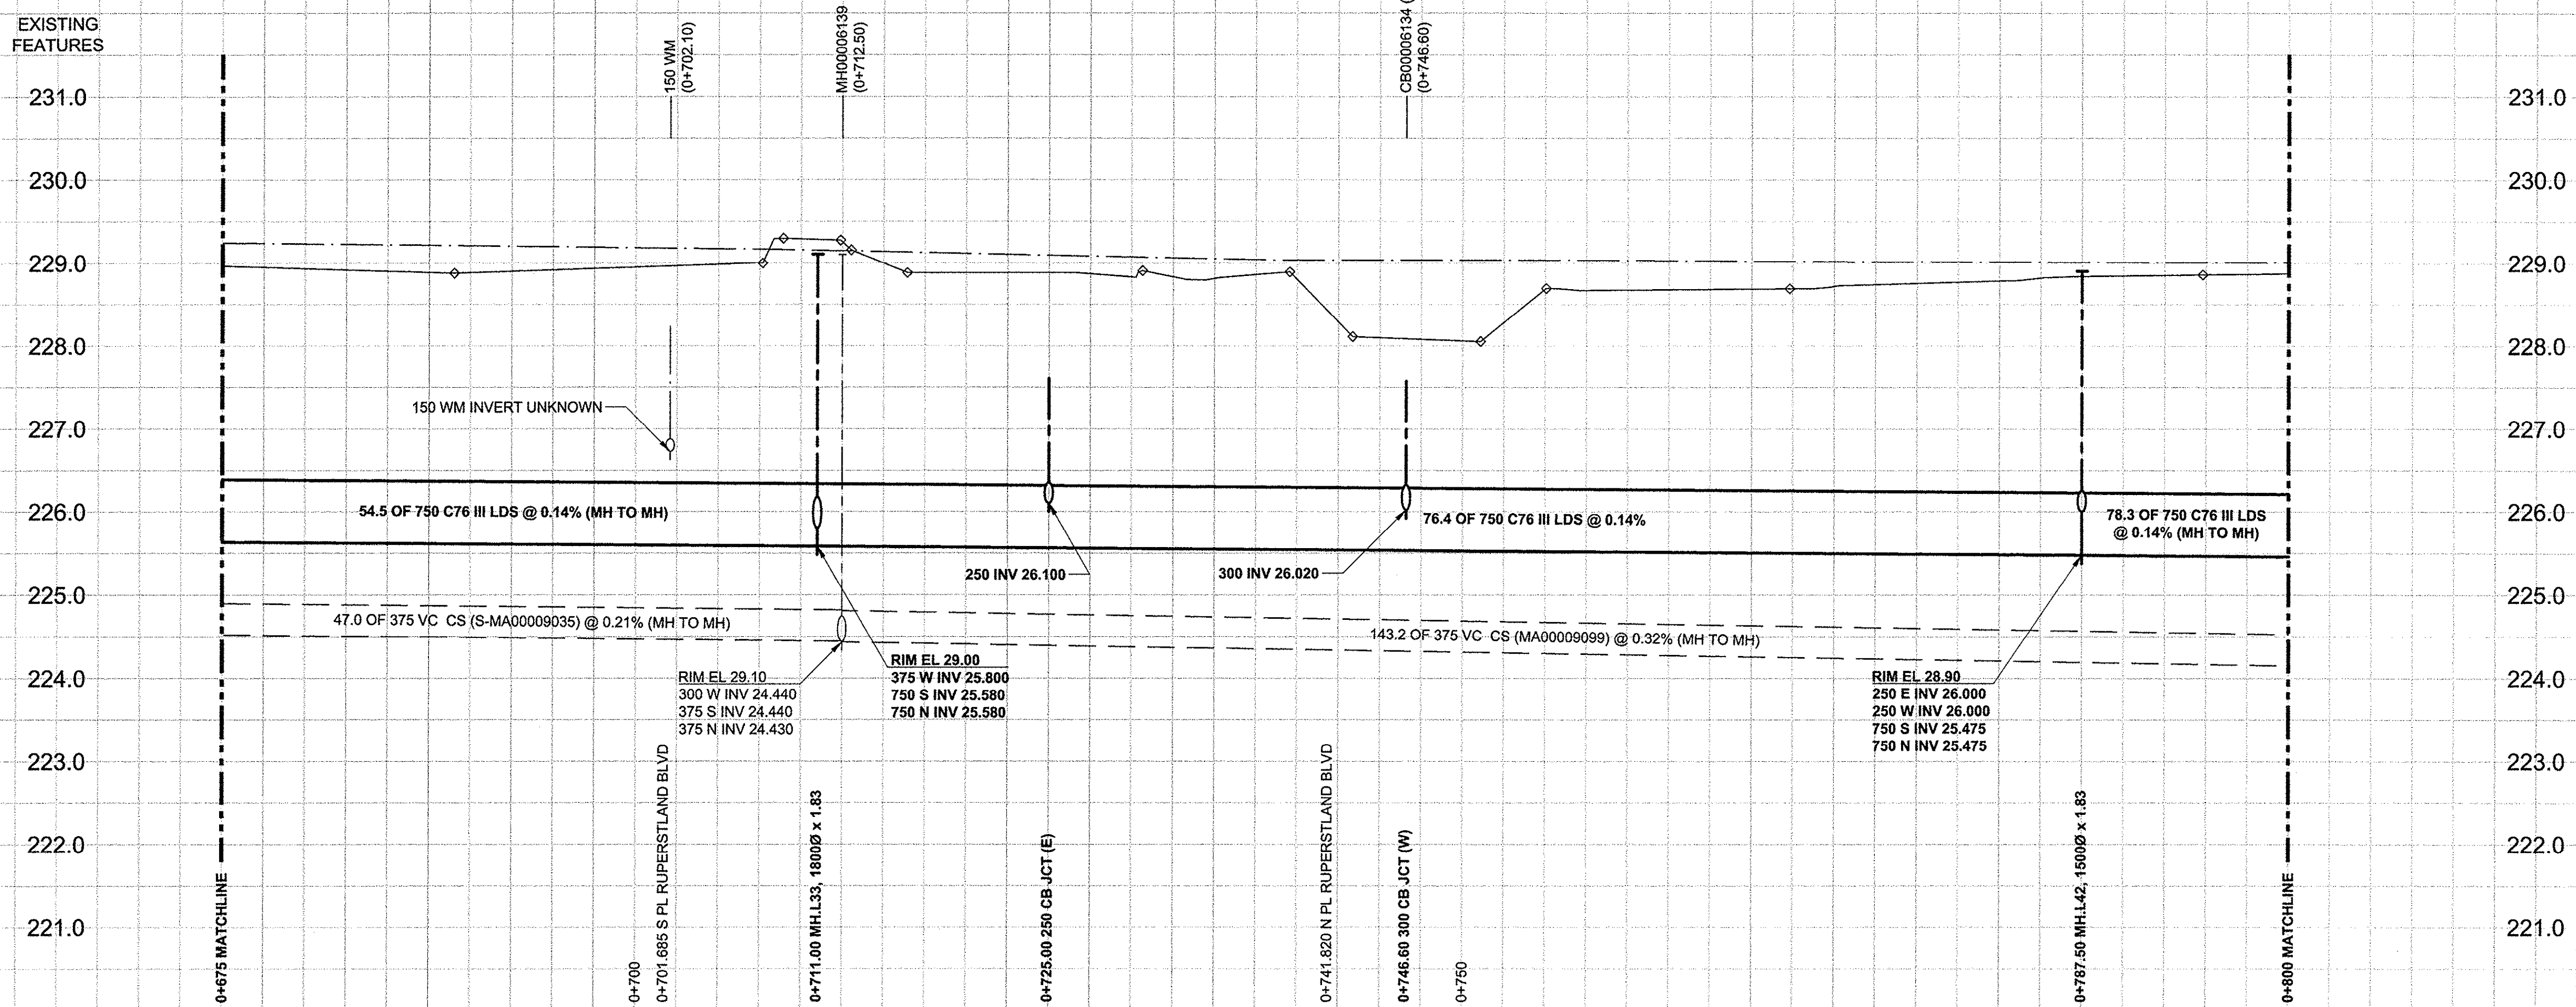 EXISTING
FEATURES
150 WM
(0+702.10)
MH00006139
(0+712.50)
CB00006134 (
(0+746.60)
231.0
231.0
230.0
230.0
229.0
229.0
228.0
228.0
227.0
227.0
226.0
226.0
225.0
225.0
224.0
224.0
223.0
223.0
222.0
222.0
221.0
221.0
150 WM INVERT UNKNOWN
54.5 OF 750 C76 III LDS @ 0.14% (MH TO MH)
76.4 OF 750 C76 III LDS @ 0.14%
78.3 OF 750 C76 III LDS
@ 0.14% (MH TO MH)
250 INV 26.100
300 INV 26.020
47.0 OF 375 VC CS (S-MA00009035) @ 0.21% (MH TO MH)
143.2 OF 375 VC CS (MA00009099) @ 0.32% (MH TO MH)
RIM EL 29.10
300 W INV 24.440
375 S INV 24.440
375 N INV 24.430
RIM EL 29.00
375 W INV 25.800
750 S INV 25.580
750 N INV 25.580
RIM EL 28.90
250 E INV 26.000
250 W INV 26.000
750 S INV 25.475
750 N INV 25.475
0+675 MATCHLINE
0+700
0+701.685 S PL RUPERSTLAND BLVD
0+711.00 MH.L33, 1800Ø x 1.83
0+725.00 250 CB JCT (E)
0+741.820 N PL RUPERSTLAND BLVD
0+746.60 300 CB JCT (W)
0+750
0+787.50 MH.L42, 1500Ø x 1.83
0+800 MATCHLINE